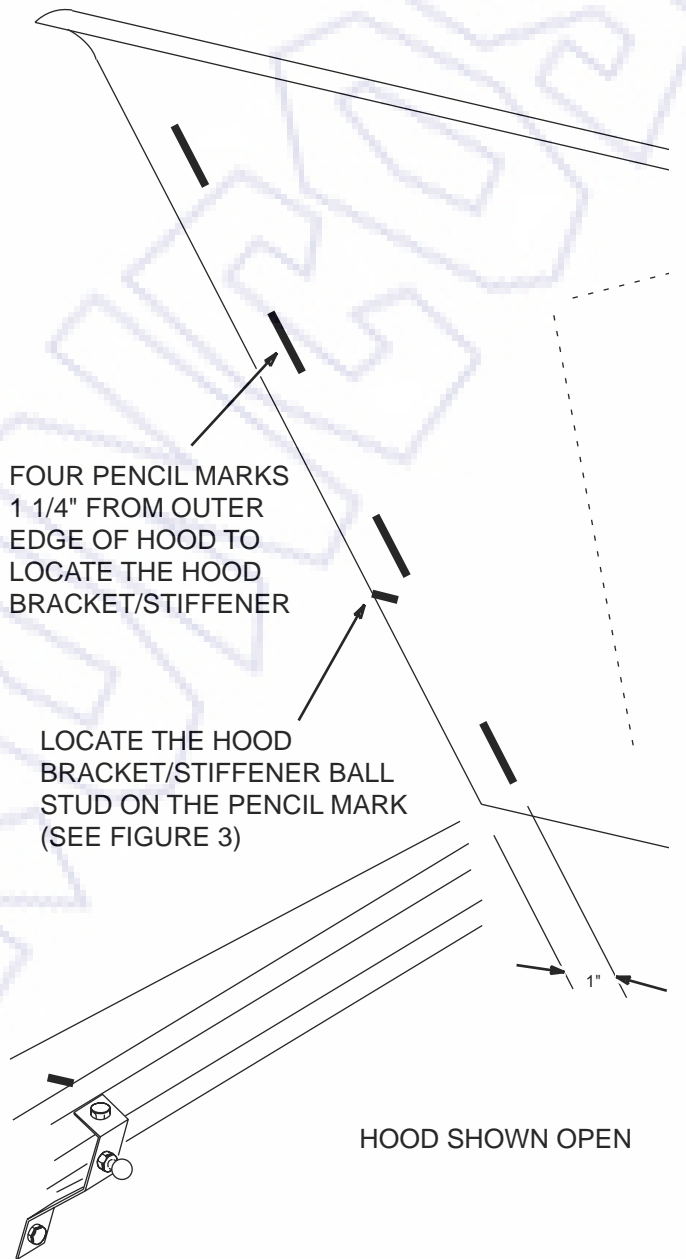 FOUR PENCIL MARKS
1 1/4" FROM OUTER
EDGE OF HOOD TO
LOCATE THE HOOD
BRACKET/STIFFENER
LOCATE THE HOOD
BRACKET/STIFFENER BALL
STUD ON THE PENCIL MARK
(SEE FIGURE 3)
1"
HOOD SHOWN OPEN